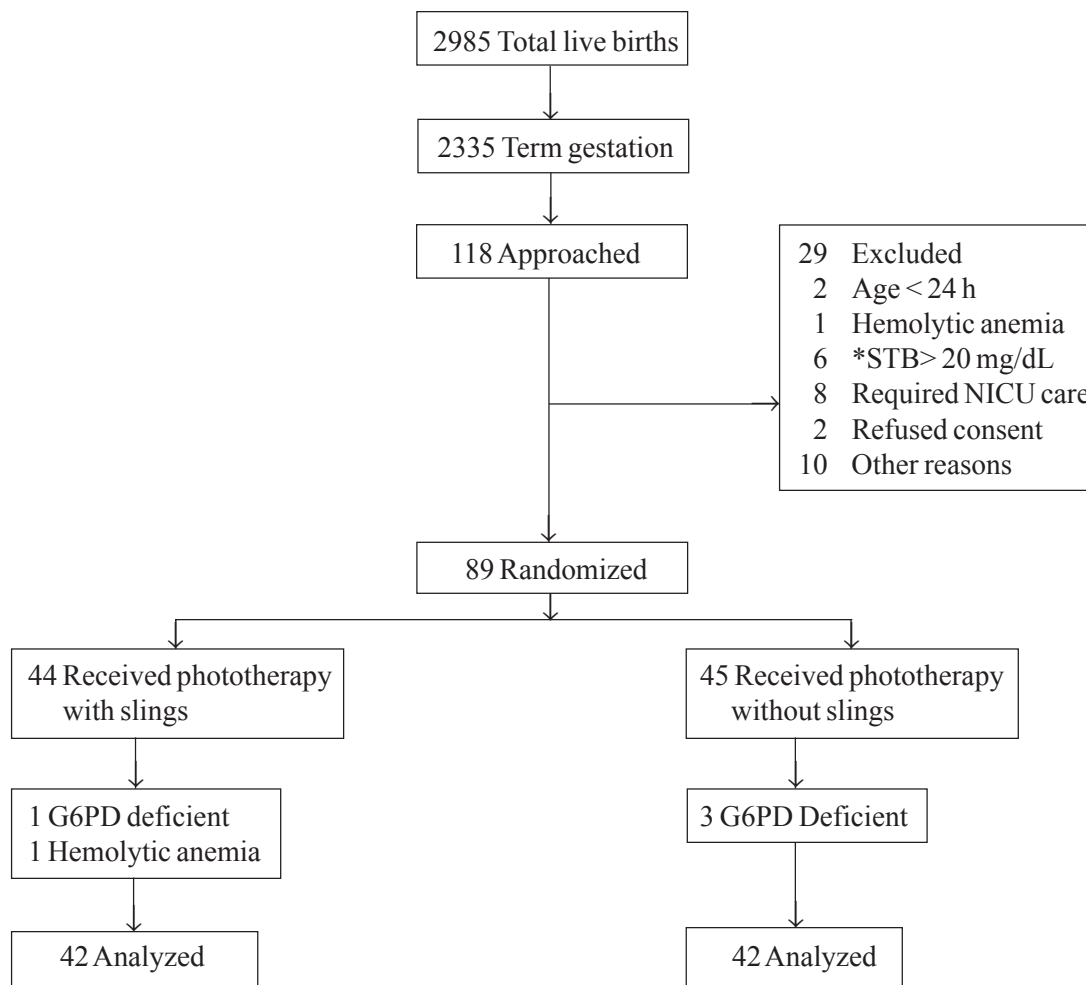 2985 Total live births
2335 Term gestation
118 Approached
29 Excluded
2 Age < 24 h
1 Hemolytic anemia
6 *STB> 20 mg/dL
8 Required NICU care
2 Refused consent
10 Other reasons
89 Randomized
44 Received phototherapy
with slings
45 Received phototherapy
without slings
1 G6PD deficient
1 Hemolytic anemia
3 G6PD Deficient
42 Analyzed
42 Analyzed